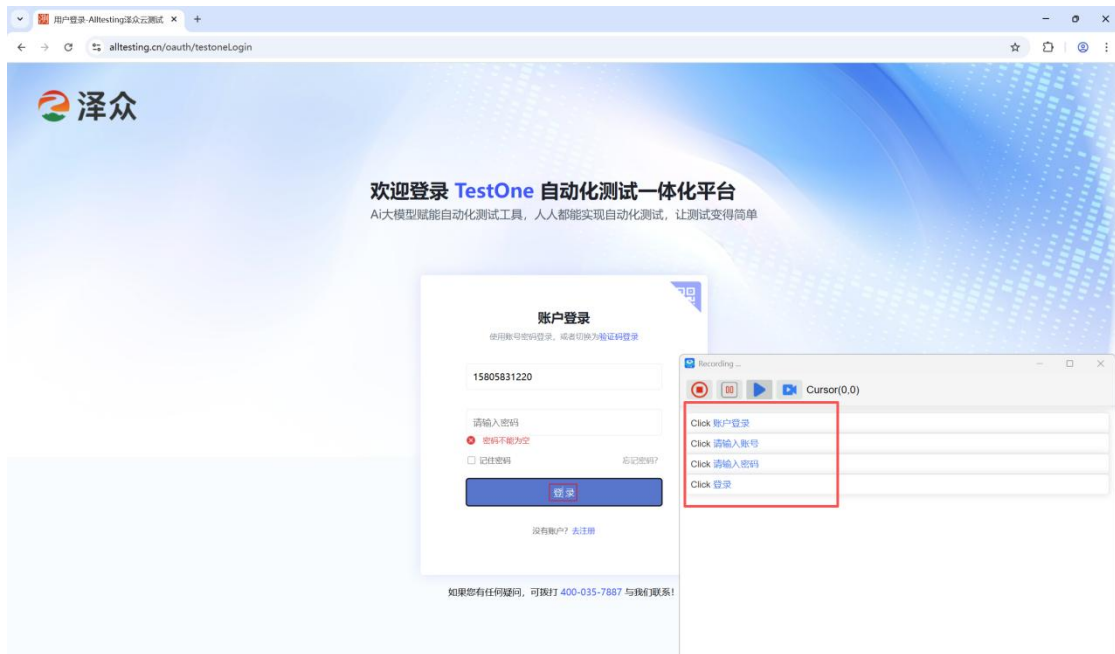 用户登录-Alltesting泽众云测试
alltesting.cn/oauth/testoneLogin
泽众
欢迎登录 TestOne 自动化测试一体化平台
Ai大模型赋能自动化测试工具，人人都能实现自动化测试，让测试变得简单
账户登录
使用账号密码登录，或者切换为验证码登录
15805831220
请输入密码
密码不能为空
记住密码 忘记密码?
登录
没有账户? 去注册
如果您有任何疑问，可拨打 400-035-7887 与我们联系!
Recording ...
Cursor(0,0)
Click 账户登录
Click 请输入账号
Click 请输入密码
Click 登录